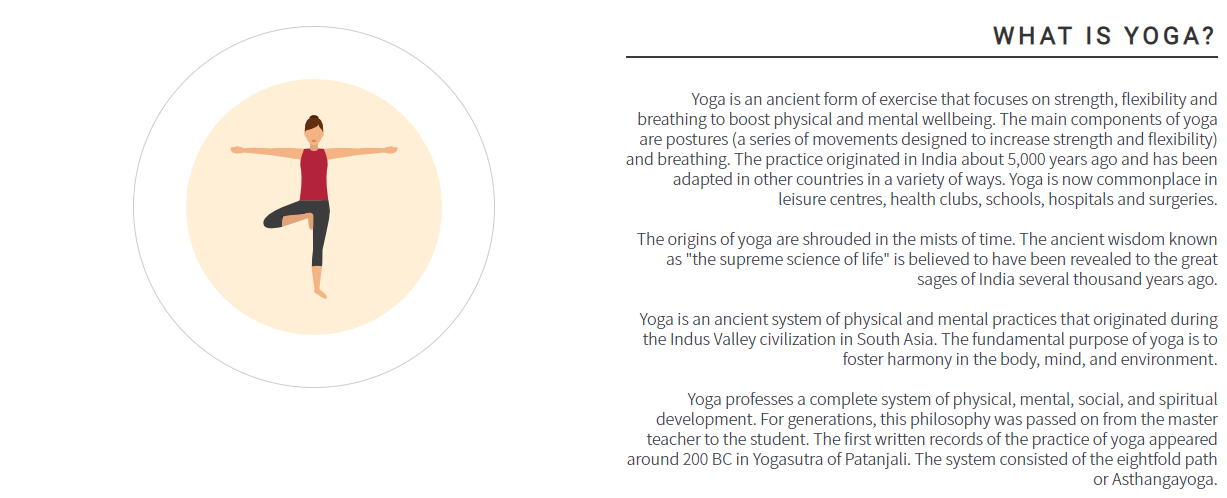 WHAT IS YOGA?
Yoga is an ancient form of exercise that focuses on strength, flexibility and
breathing to boost physical and mental wellbeing. The main components of yoga
are postures (a series of movements designed to increase strength and flexibility)
and breathing. The practice originated in India about 5,000 years ago and has been
adapted in other countries in a variety of ways. Yoga is now commonplace in
leisure centres, health clubs, schools, hospitals and surgeries.
The origins of yoga are shrouded in the mists of time. The ancient wisdom known
as "the supreme science of life" is believed to have been revealed to the great
sages of India several thousand years ago.
Yoga is an ancient system of physical and mental practices that originated during
the Indus Valley civilization in South Asia. The fundamental purpose of yoga is to
foster harmony in the body, mind, and environment.
Yoga professes a complete system of physical, mental, social, and spiritual
development. For generations, this philosophy was passed on from the master
teacher to the student. The first written records of the practice of yoga appeared
around 200 BC in Yogasutra of Patanjali. The system consisted of the eightfold path
or Asthangayoga.